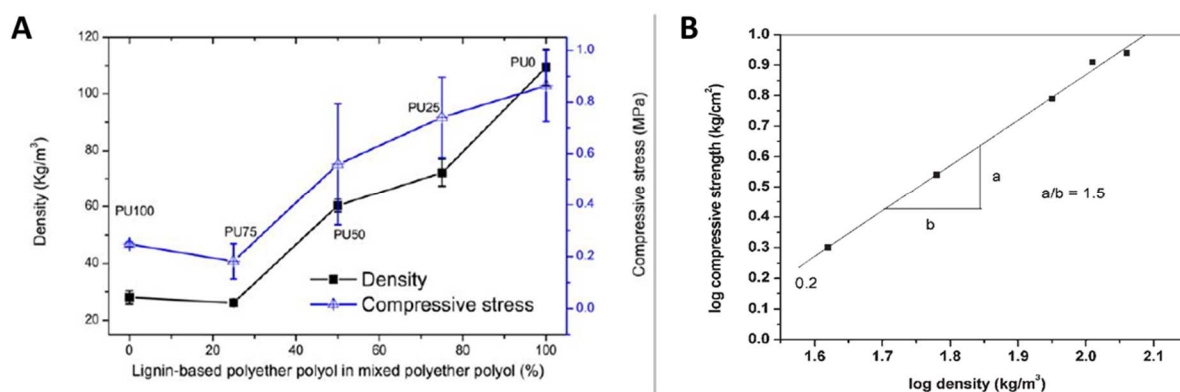 A
Density (Kg/m³)
120
100
80
60
40
20
PU100
PU75
PU50
PU25
PU0
Density
Compressive stress
1.0
0.8
0.6
0.4
0.2
0.0
Compressive stress (MPa)
0 20 40 60 80 100
Lignin-based polyether polyol in mixed polyether polyol (%)
B
log compressive strength (kg/cm²)
1.0
0.9
0.8
0.7
0.6
0.5
0.4
0.3
0.2
0.1
0.0
a
b
a/b = 1.5
0.2
1.6 1.7 1.8 1.9 2.0 2.1
log density (kg/m³)